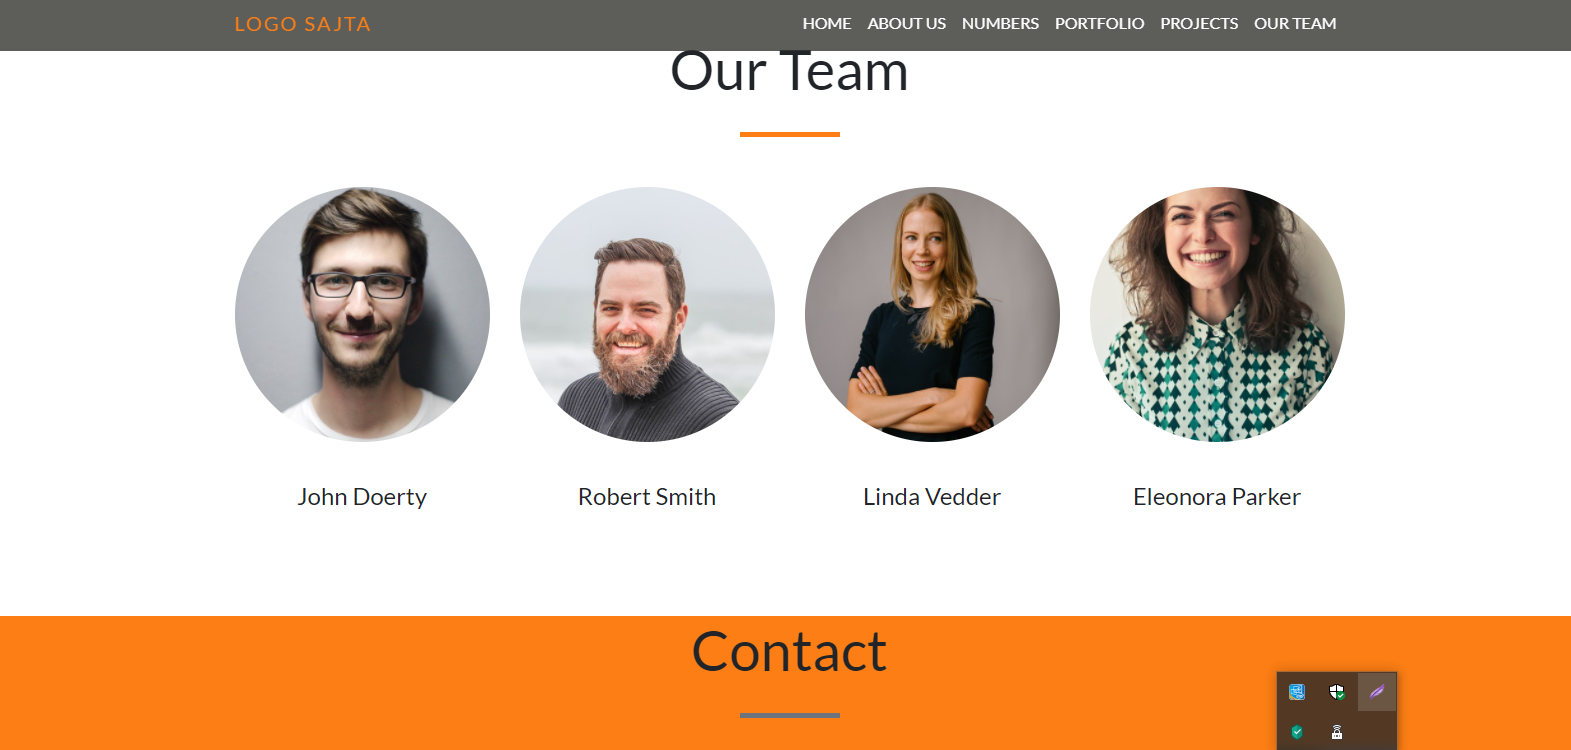 LOGO SAJTA
HOME ABOUT US NUMBERS PORTFOLIO PROJECTS OUR TEAM
Our Team
John Doerty
Robert Smith
Linda Vedder
Eleonora Parker
Contact